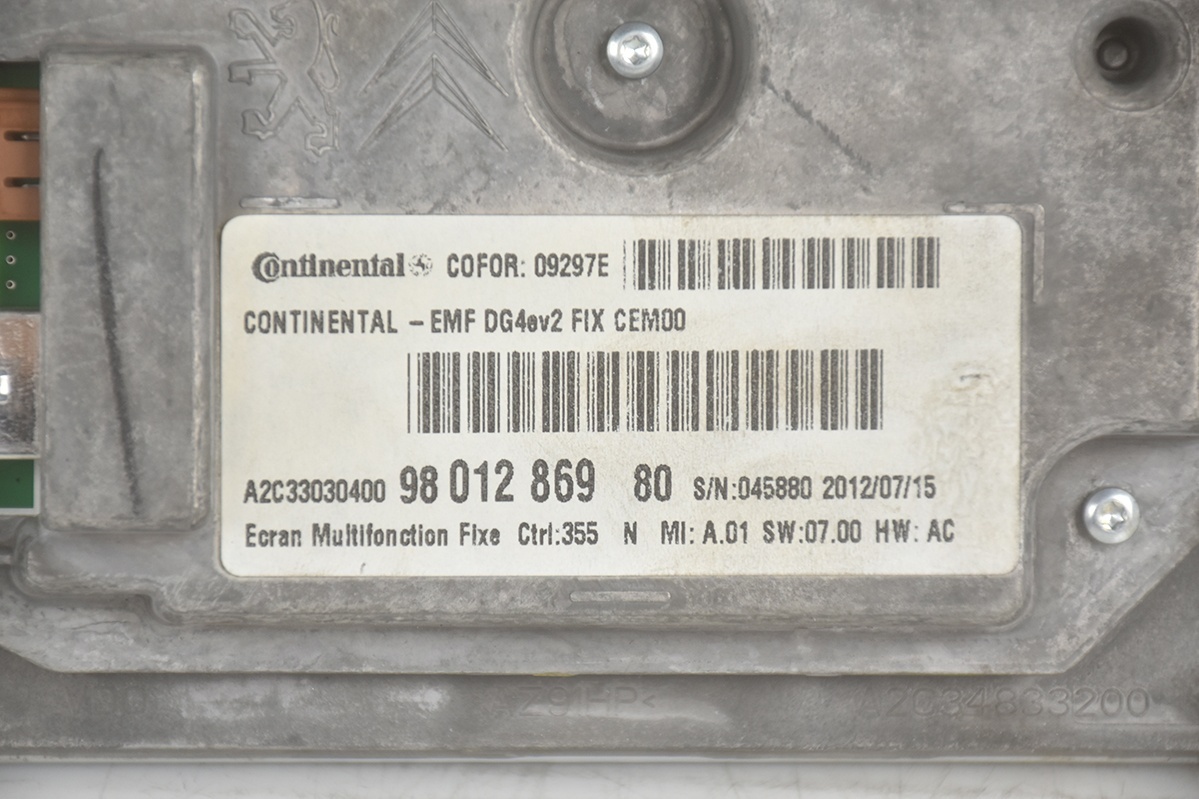 Continental COFOR: 09297E
CONTINENTAL - EMF DG4ev2 FIX CEM00
A2C33030400 98 012 869 80 S/N:045880 2012/07/15
Ecran Multifonction Fixe Ctrl:355 N MI: A.01 SW:07.00 HW: AC